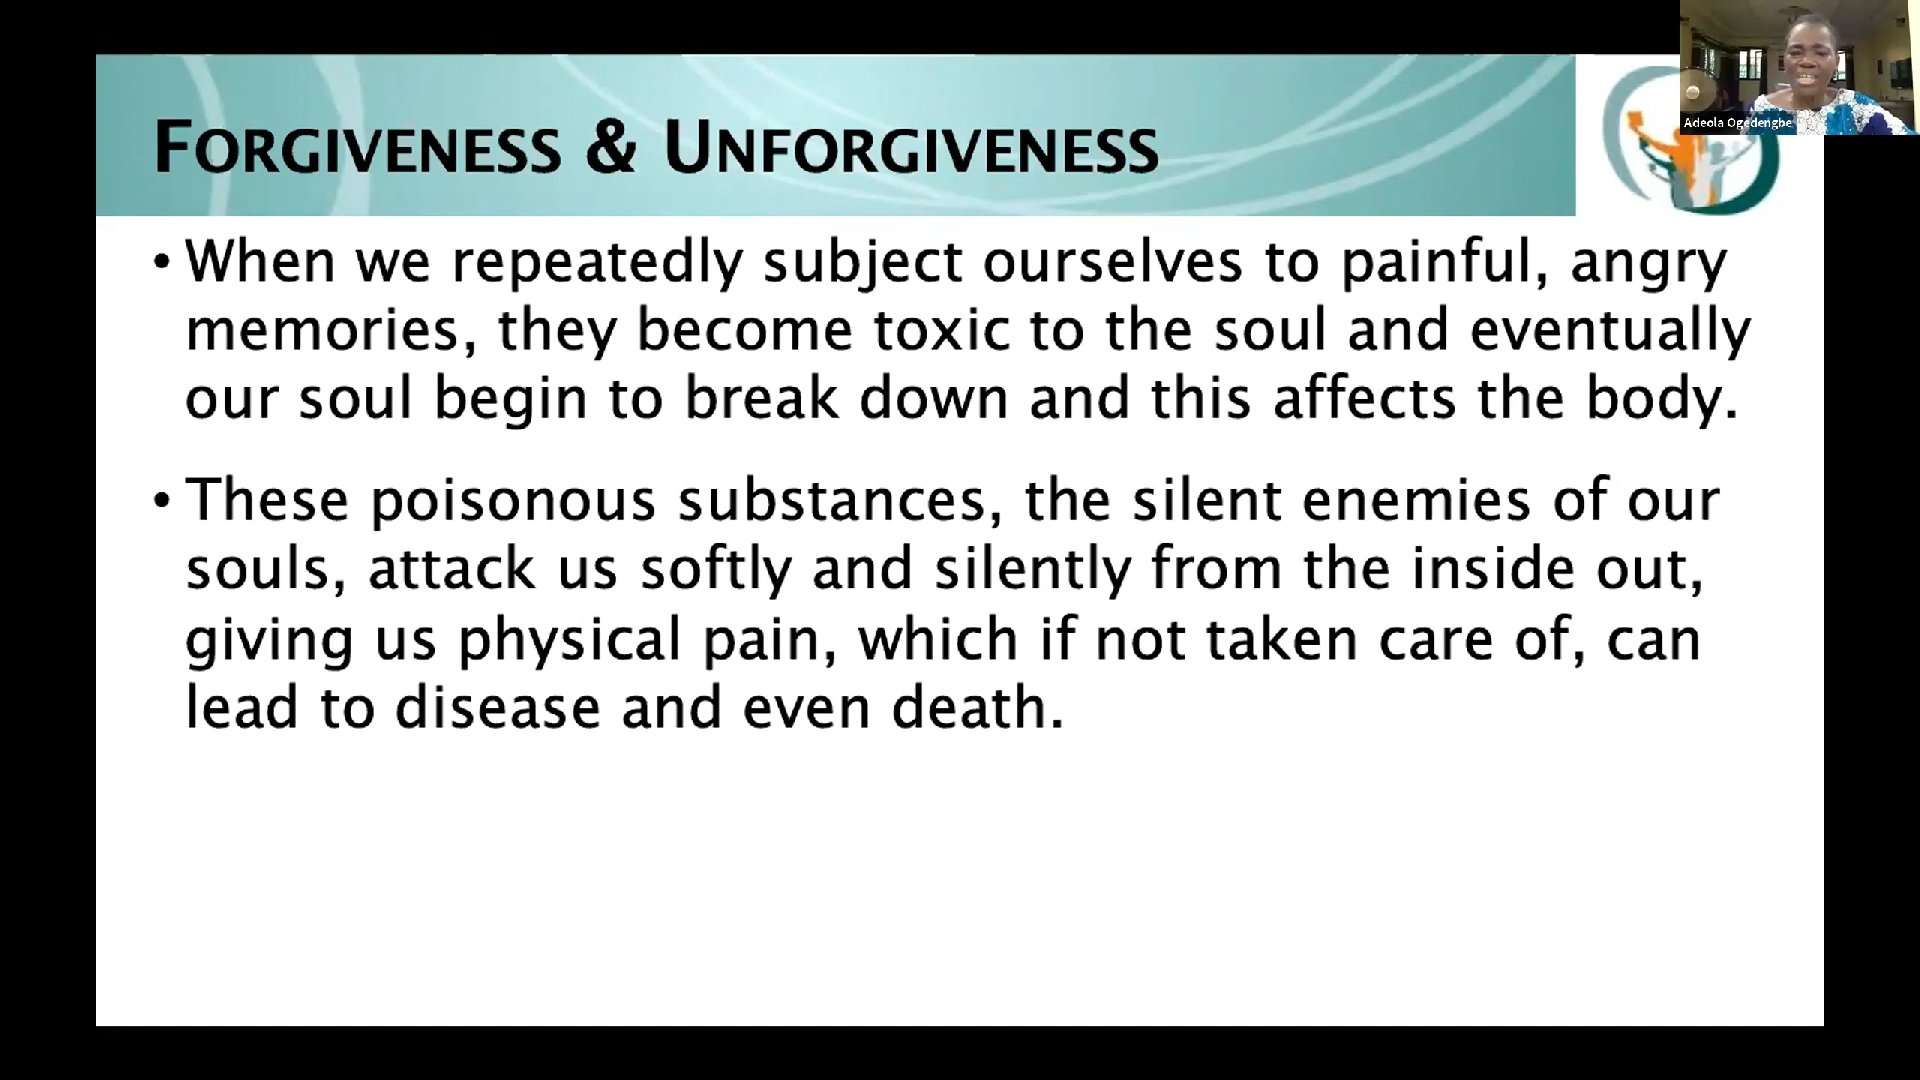 FORGIVENESS & UNFORGIVENESS
• When we repeatedly subject ourselves to painful, angry
memories, they become toxic to the soul and eventually
our soul begin to break down and this affects the body.
• These poisonous substances, the silent enemies of our
souls, attack us softly and silently from the inside out,
giving us physical pain, which if not taken care of, can
lead to disease and even death.
Adeola Ogedengbe